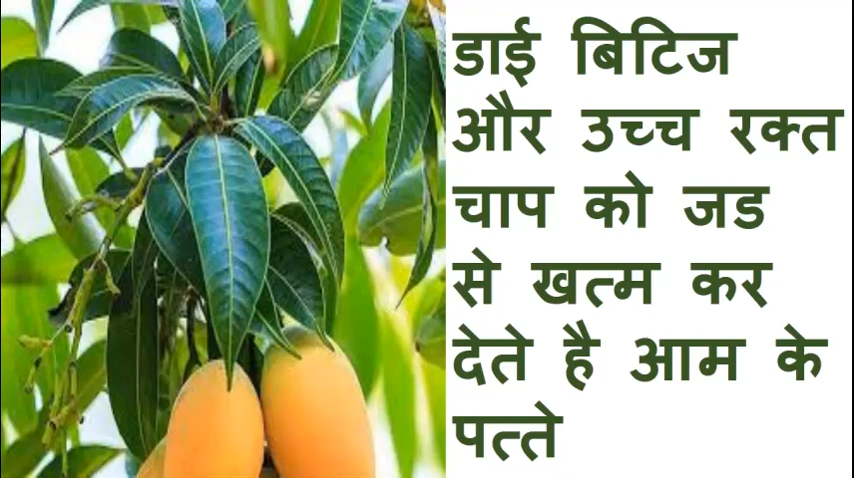 डाई बिटिज
और उच्च रक्त
चाप को जड
से खत्म कर
देते है आम के
पत्ते